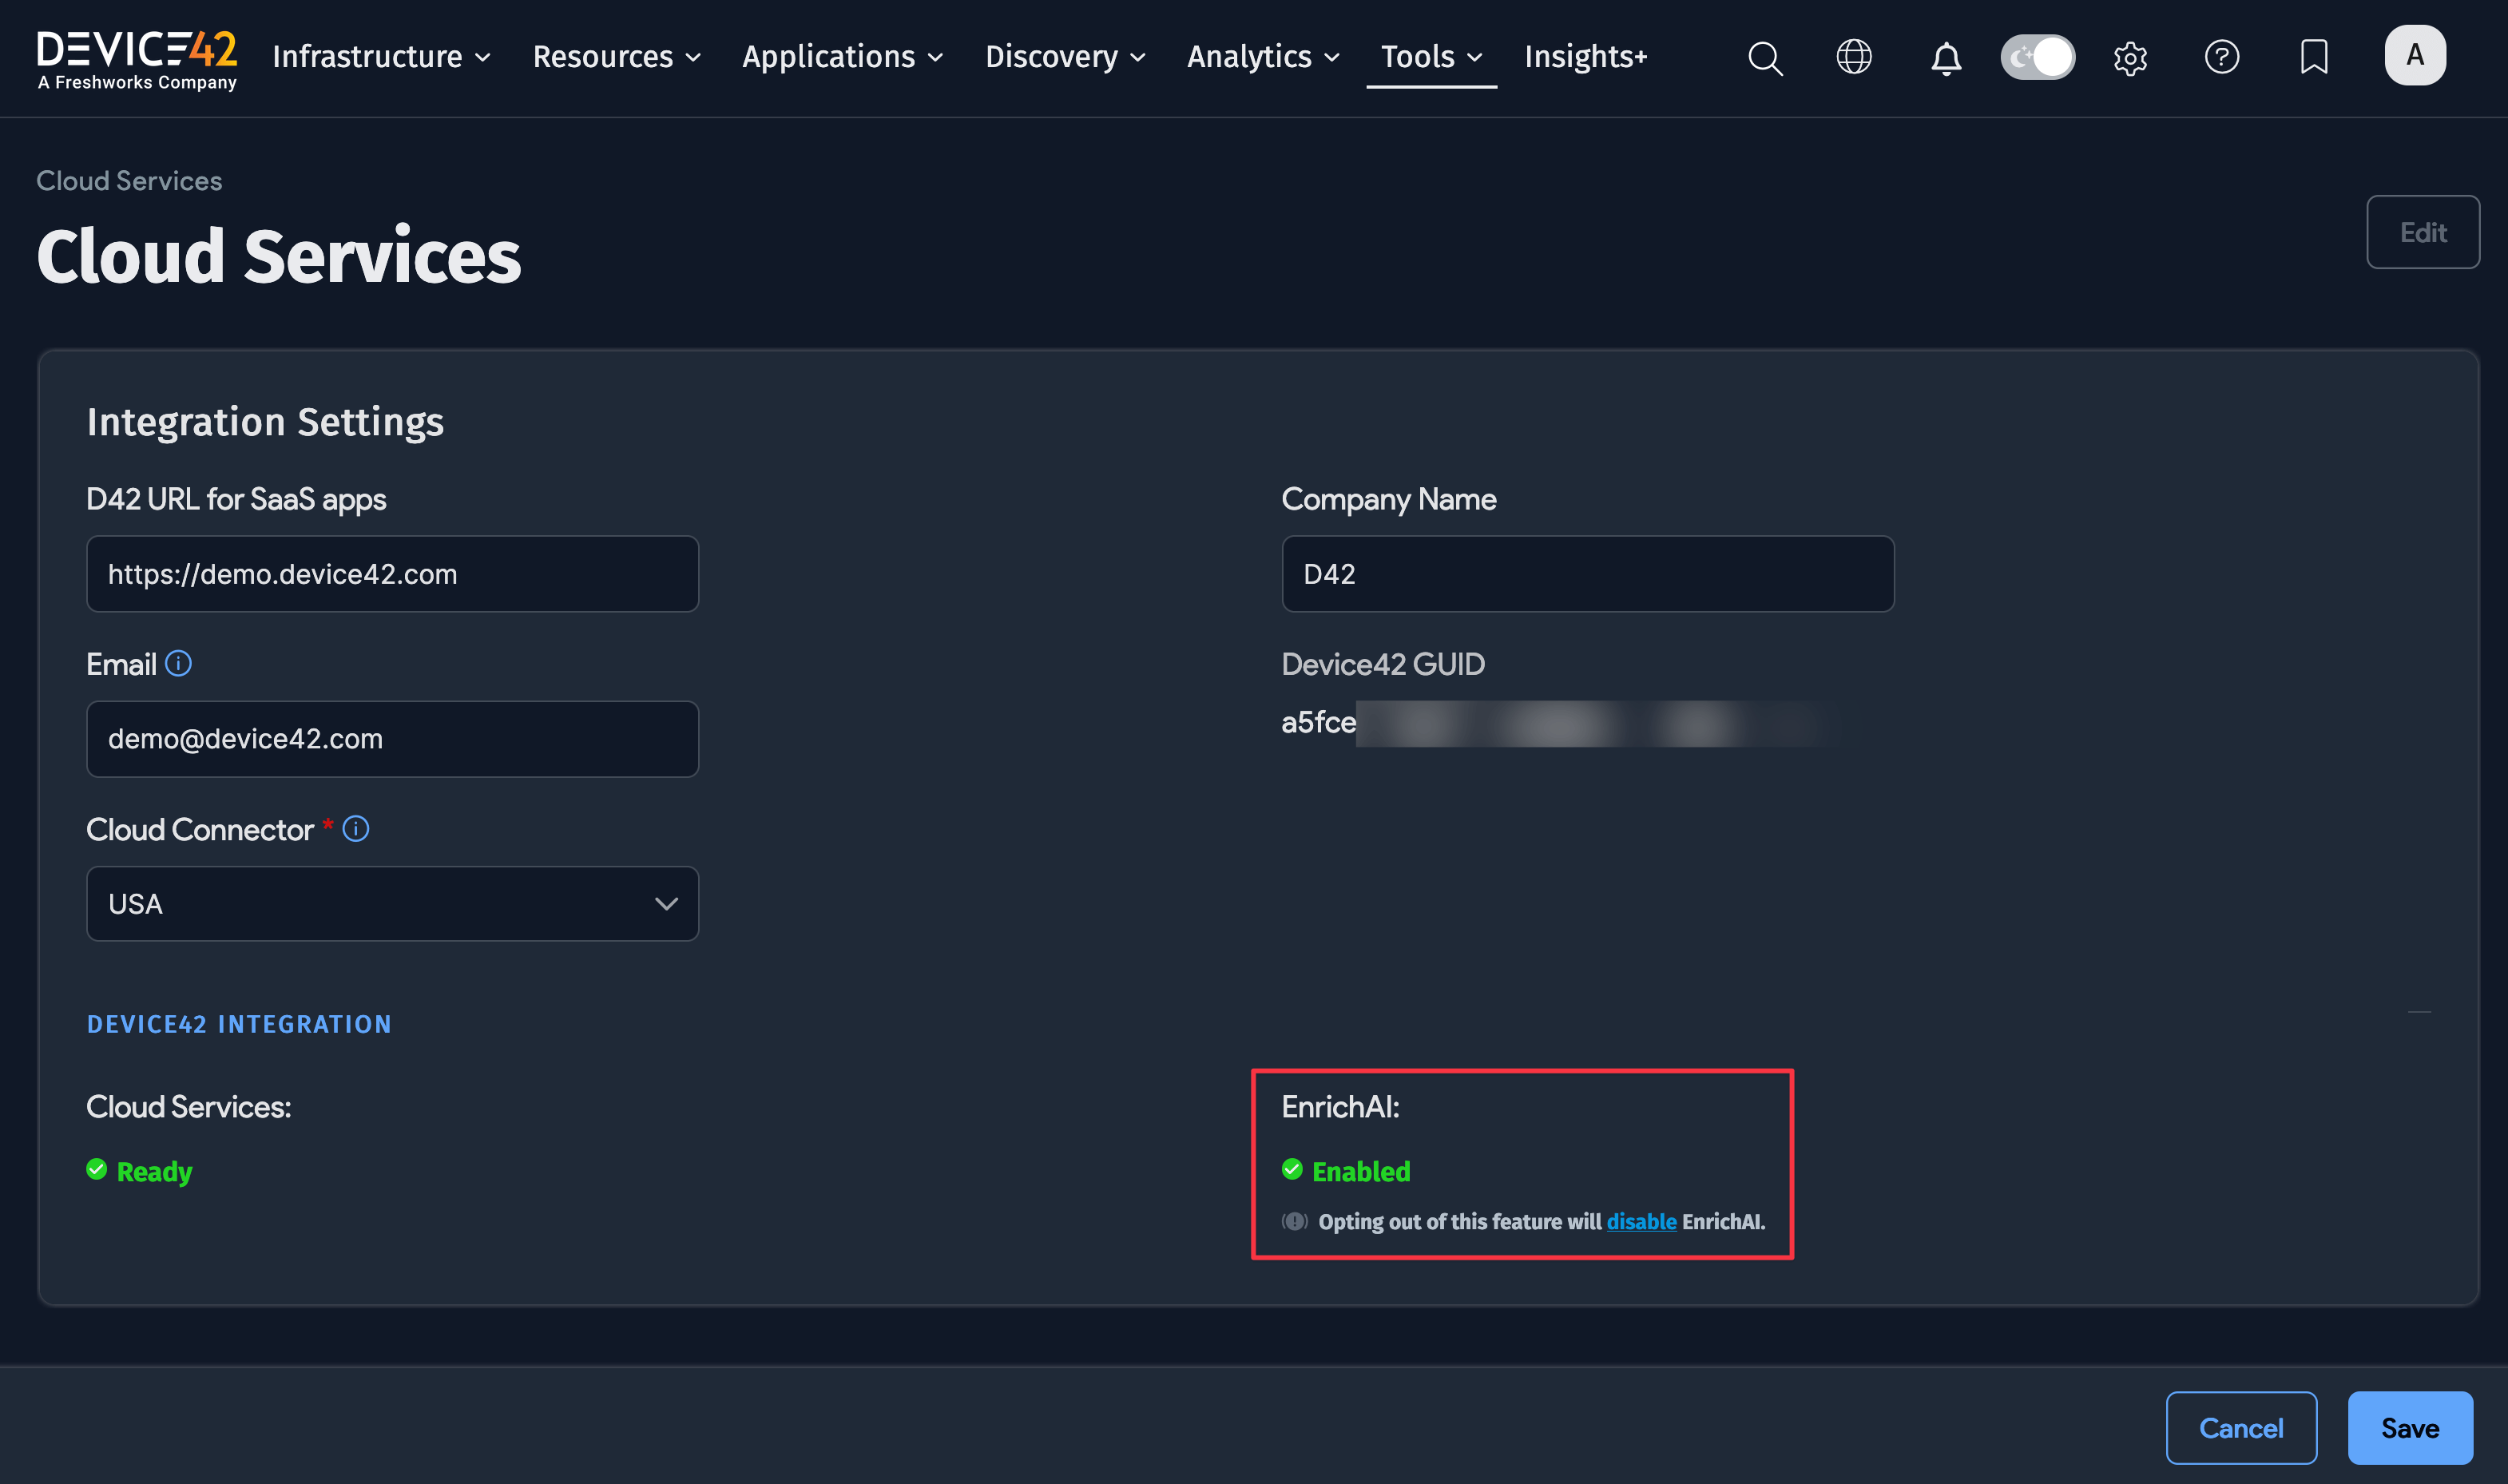 DEVICE42
A Freshworks Company
Infrastructure Resources Applications Discovery Analytics Tools Insights+
A
Cloud Services
Cloud Services
Edit
Integration Settings
D42 URL for SaaS apps
https://demo.device42.com
Company Name
D42
Email
demo@device42.com
Device42 GUID
a5fce
Cloud Connector *
USA
DEVICE42 INTEGRATION
Cloud Services:
Ready
EnrichAI:
Enabled
Opting out of this feature will disable EnrichAI.
Cancel
Save